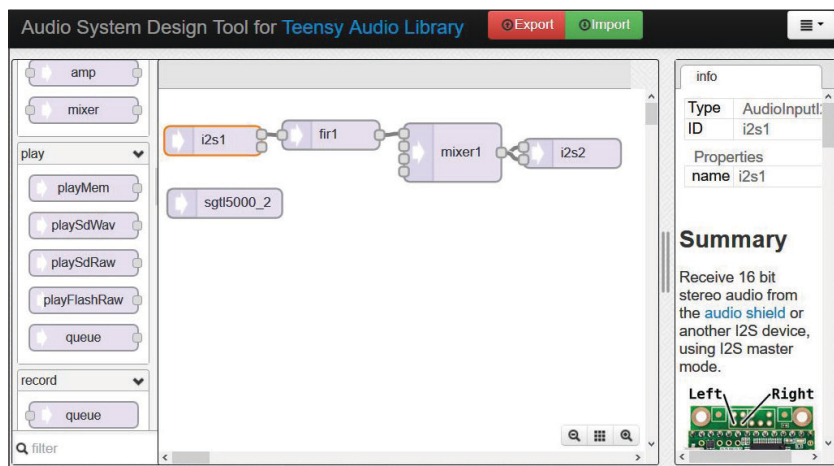 Audio System Design Tool for Teensy Audio Library
Export
Import
amp
mixer
play
playMem
playSdWav
playSdRaw
playFlashRaw
queue
record
queue
filter
i2s1
fir1
mixer1
i2s2
sgtl5000_2
info
Type AudioInputI2
ID i2s1
Properties
name i2s1
Summary
Receive 16 bit
stereo audio from
the audio shield or
another I2S device,
using I2S master
mode.
Left Right